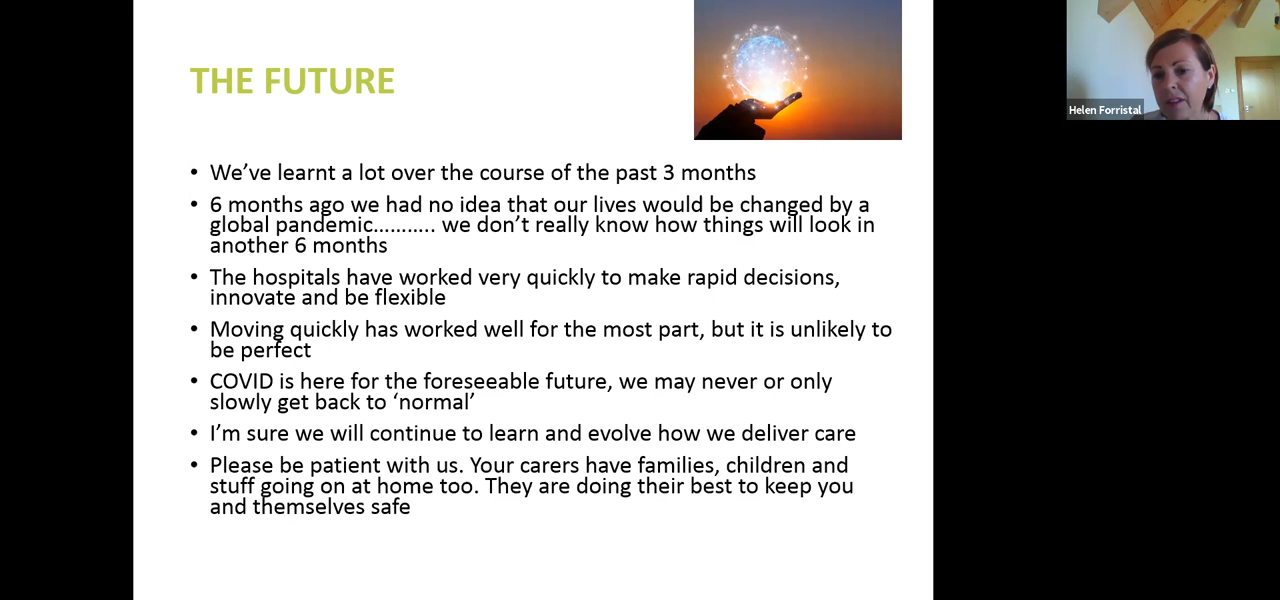 THE FUTURE
• We’ve learnt a lot over the course of the past 3 months
• 6 months ago we had no idea that our lives would be changed by a
global pandemic……….. we don’t really know how things will look in
another 6 months
• The hospitals have worked very quickly to make rapid decisions,
innovate and be flexible
• Moving quickly has worked well for the most part, but it is unlikely to
be perfect
• COVID is here for the foreseeable future, we may never or only
slowly get back to ‘normal’
• I’m sure we will continue to learn and evolve how we deliver care
• Please be patient with us. Your carers have families, children and
stuff going on at home too. They are doing their best to keep you
and themselves safe
Helen Forristal